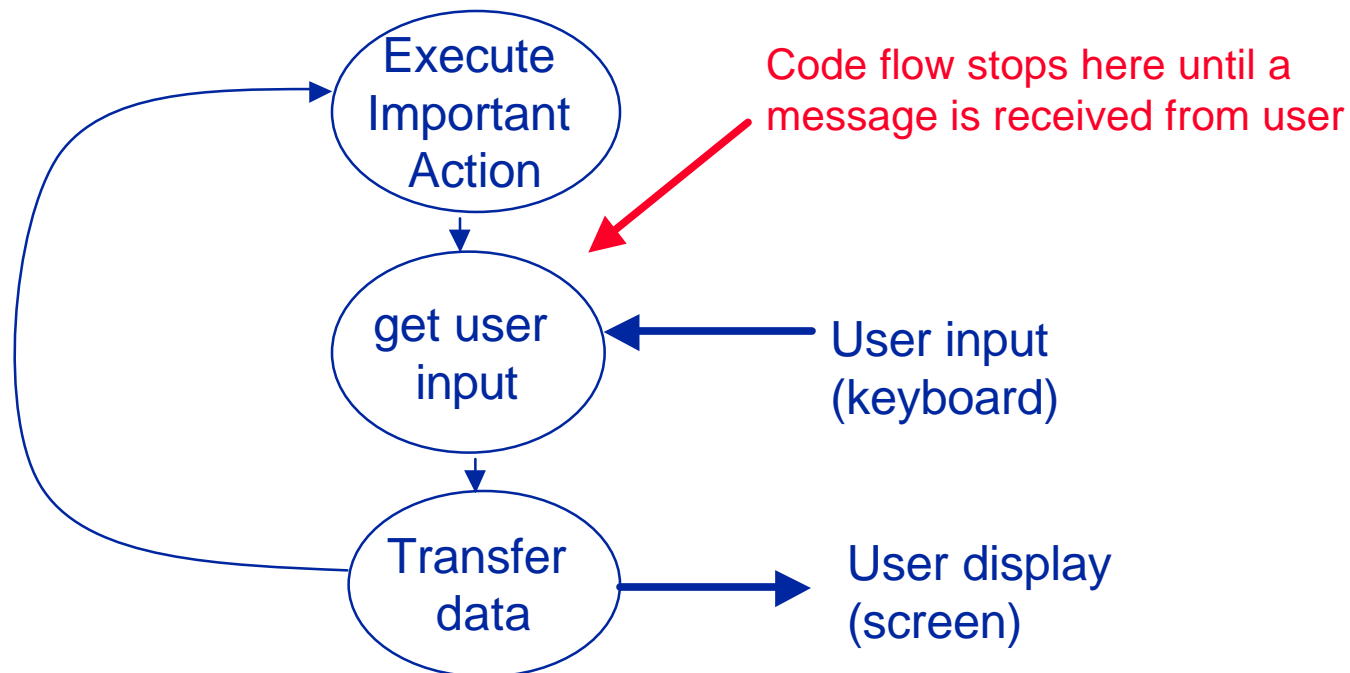 Execute
Important
Action
Code flow stops here until a
message is received from user
get user
input
User input
(keyboard)
Transfer
data
User display
(screen)